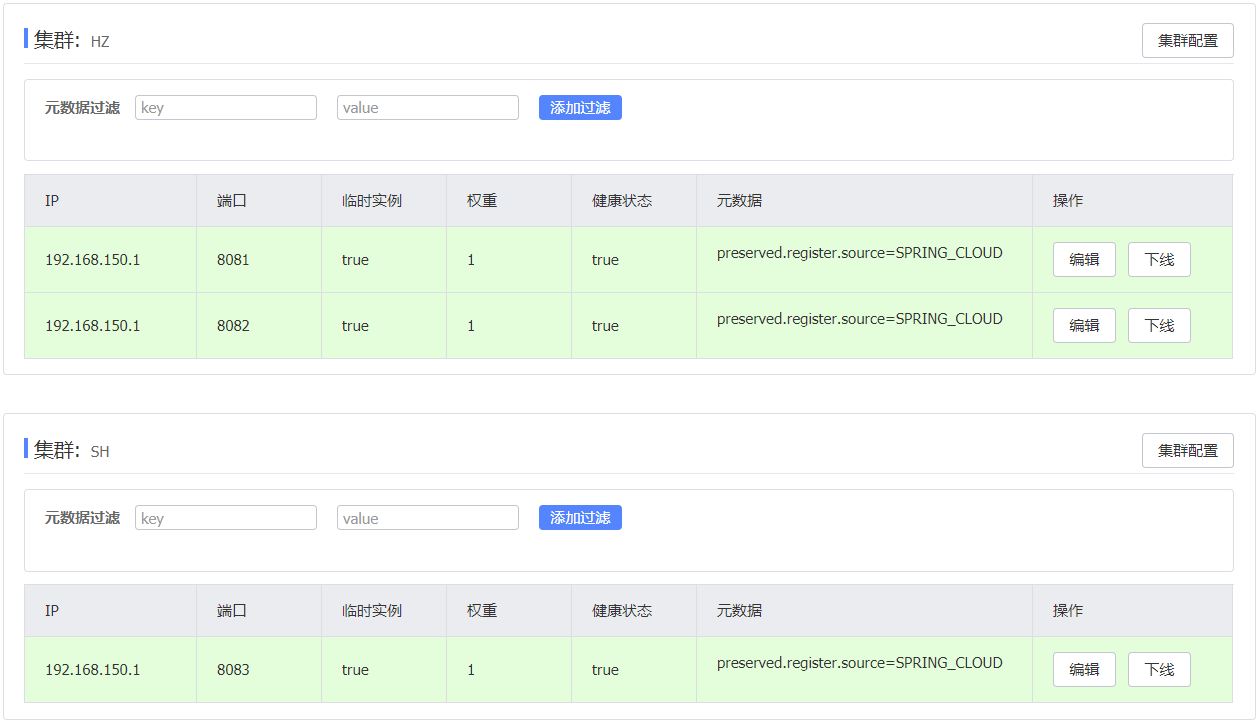 集群: HZ 集群配置
元数据过滤 key value 添加过滤
IP 端口 临时实例 权重 健康状态 元数据 操作
192.168.150.1 8081 true 1 true preserved.register.source=SPRING_CLOUD 编辑 下线
192.168.150.1 8082 true 1 true preserved.register.source=SPRING_CLOUD 编辑 下线
集群: SH 集群配置
元数据过滤 key value 添加过滤
IP 端口 临时实例 权重 健康状态 元数据 操作
192.168.150.1 8083 true 1 true preserved.register.source=SPRING_CLOUD 编辑 下线